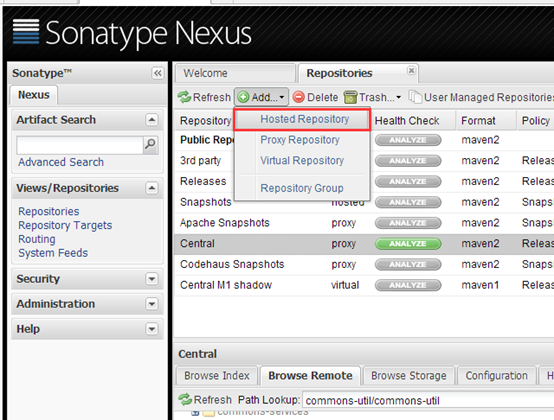 Sonatype Nexus
Sonatype™
Welcome
Repositories
Nexus
Refresh Add... Delete Trash... User Managed Repositories
Artifact Search
Repository Health Check Format Policy
Hosted Repository
Public Repo ANALYZE maven2
Proxy Repository
Advanced Search
3rd party ANALYZE maven2 Releas
Virtual Repository
Views/Repositories
Releases ANALYZE maven2 Releas
Repository Group
Repositories
Snapshots hosted ANALYZE maven2 Snaps
Repository Targets
Apache Snapshots proxy ANALYZE maven2 Snaps
Routing
Central proxy ANALYZE maven2 Releas
System Feeds
Codehaus Snapshots proxy ANALYZE maven2 Snaps
Security
Central M1 shadow virtual ANALYZE maven1 Releas
Administration
Help
Central
Browse Index Browse Remote Browse Storage Configuration H
Refresh Path Lookup: commons-util/commons-util
commons-services